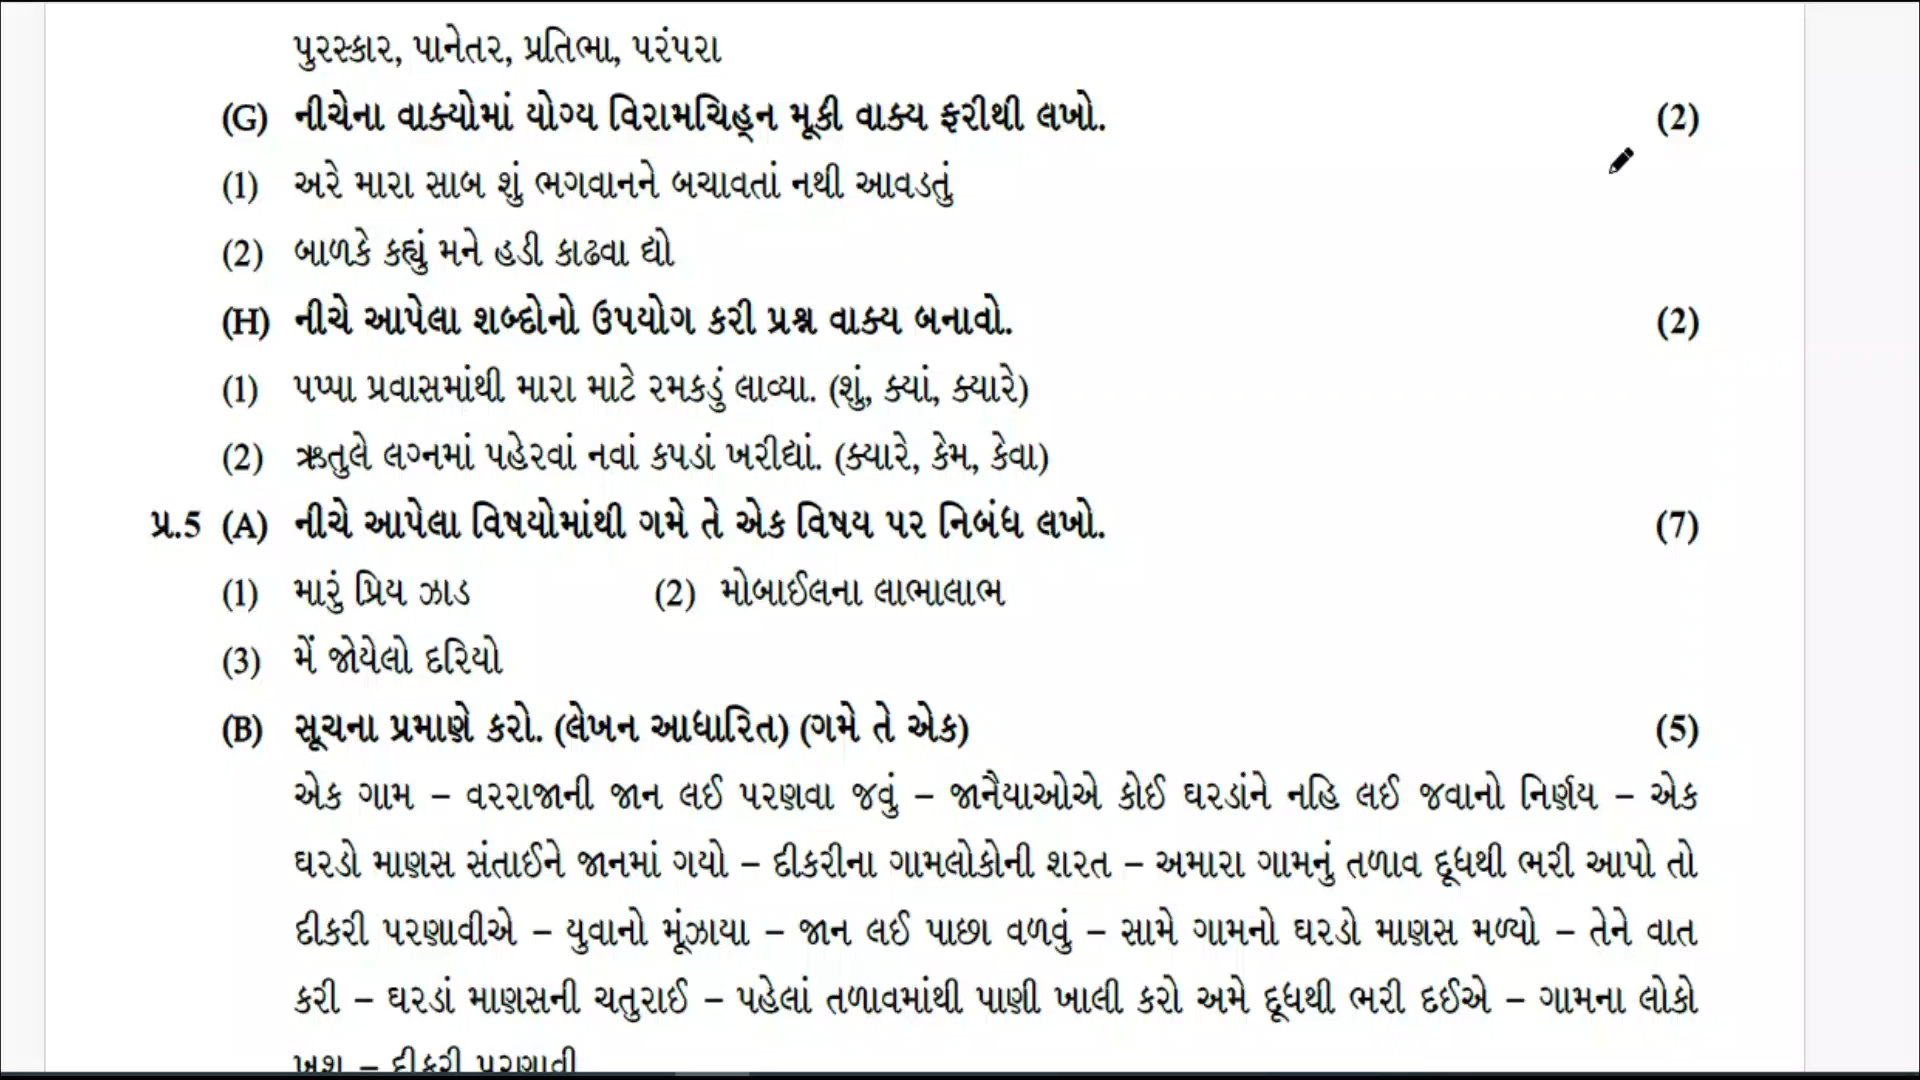 પુરસ્કાર, પાનેતર, પ્રતિભા, પરંપરા
(G) નીચેના વાક્યોમાં યોગ્ય વિરામચિહ્ન મૂકી વાક્ય ફરીથી લખો. (2)
(1) અરે મારા સાબ શું ભગવાનને બચાવતાં નથી આવડતું
(2) બાળકે કહ્યું મને હડી કાઢવા દ્યો
(H) નીચે આપેલા શબ્દોનો ઉપયોગ કરી પ્રશ્ન વાક્ય બનાવો. (2)
(1) પપ્પા પ્રવાસમાંથી મારા માટે રમકડું લાવ્યા. (શું, ક્યાં, ક્યારે)
(2) ઋતુલે લગ્નમાં પહેરવાં નવાં કપડાં ખરીદ્યાં. (ક્યારે, કેમ, કેવા)
પ્ર.5 (A) નીચે આપેલા વિષયોમાંથી ગમે તે એક વિષય પર નિબંધ લખો. (7)
(1) મારું પ્રિય ઝાડ (2) મોબાઈલના લાભાલાભ
(3) મેં જોયેલો દરિયો
(B) સૂચના પ્રમાણે કરો. (લેખન આધારિત) (ગમે તે એક) (5)
એક ગામ – વરરાજાની જાન લઈ પરણવા જવું – જાનૈયાઓએ કોઈ ઘરડાંને નહિ લઈ જવાનો નિર્ણય – એક
ઘરડો માણસ સંતાઈને જાનમાં ગયો – દીકરીના ગામલોકોની શરત – અમારા ગામનું તળાવ દૂધથી ભરી આપો તો
દીકરી પરણાવીએ – યુવાનો મૂંઝાયા – જાન લઈ પાછા વળવું – સામે ગામનો ઘરડો માણસ મળ્યો – તેને વાત
કરી – ઘરડાં માણસની ચતુરાઈ – પહેલાં તળાવમાંથી પાણી ખાલી કરો અમે દૂધથી ભરી દઈએ – ગામના લોકો
ખુશ – દીકરી પરણાવી